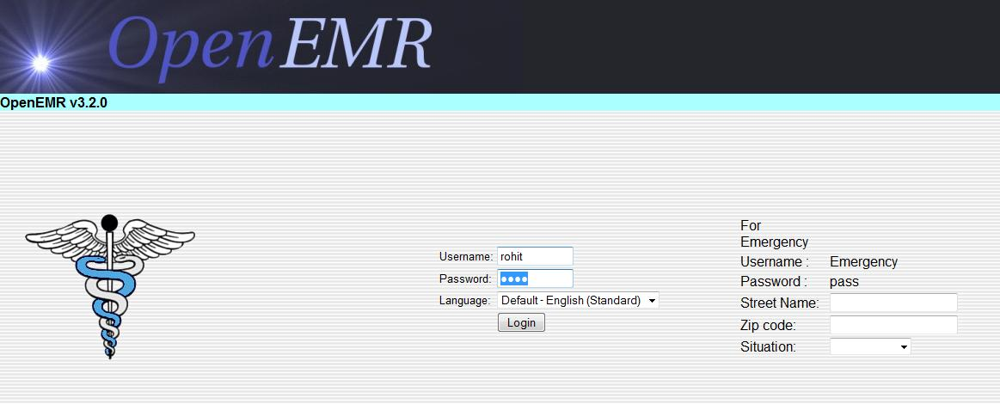 OpenEMR
OpenEMR v3.2.0
Username: rohit
Password: ●●●●
Language: Default - English (Standard)
Login
For
Emergency
Username : Emergency
Password : pass
Street Name:
Zip code:
Situation: